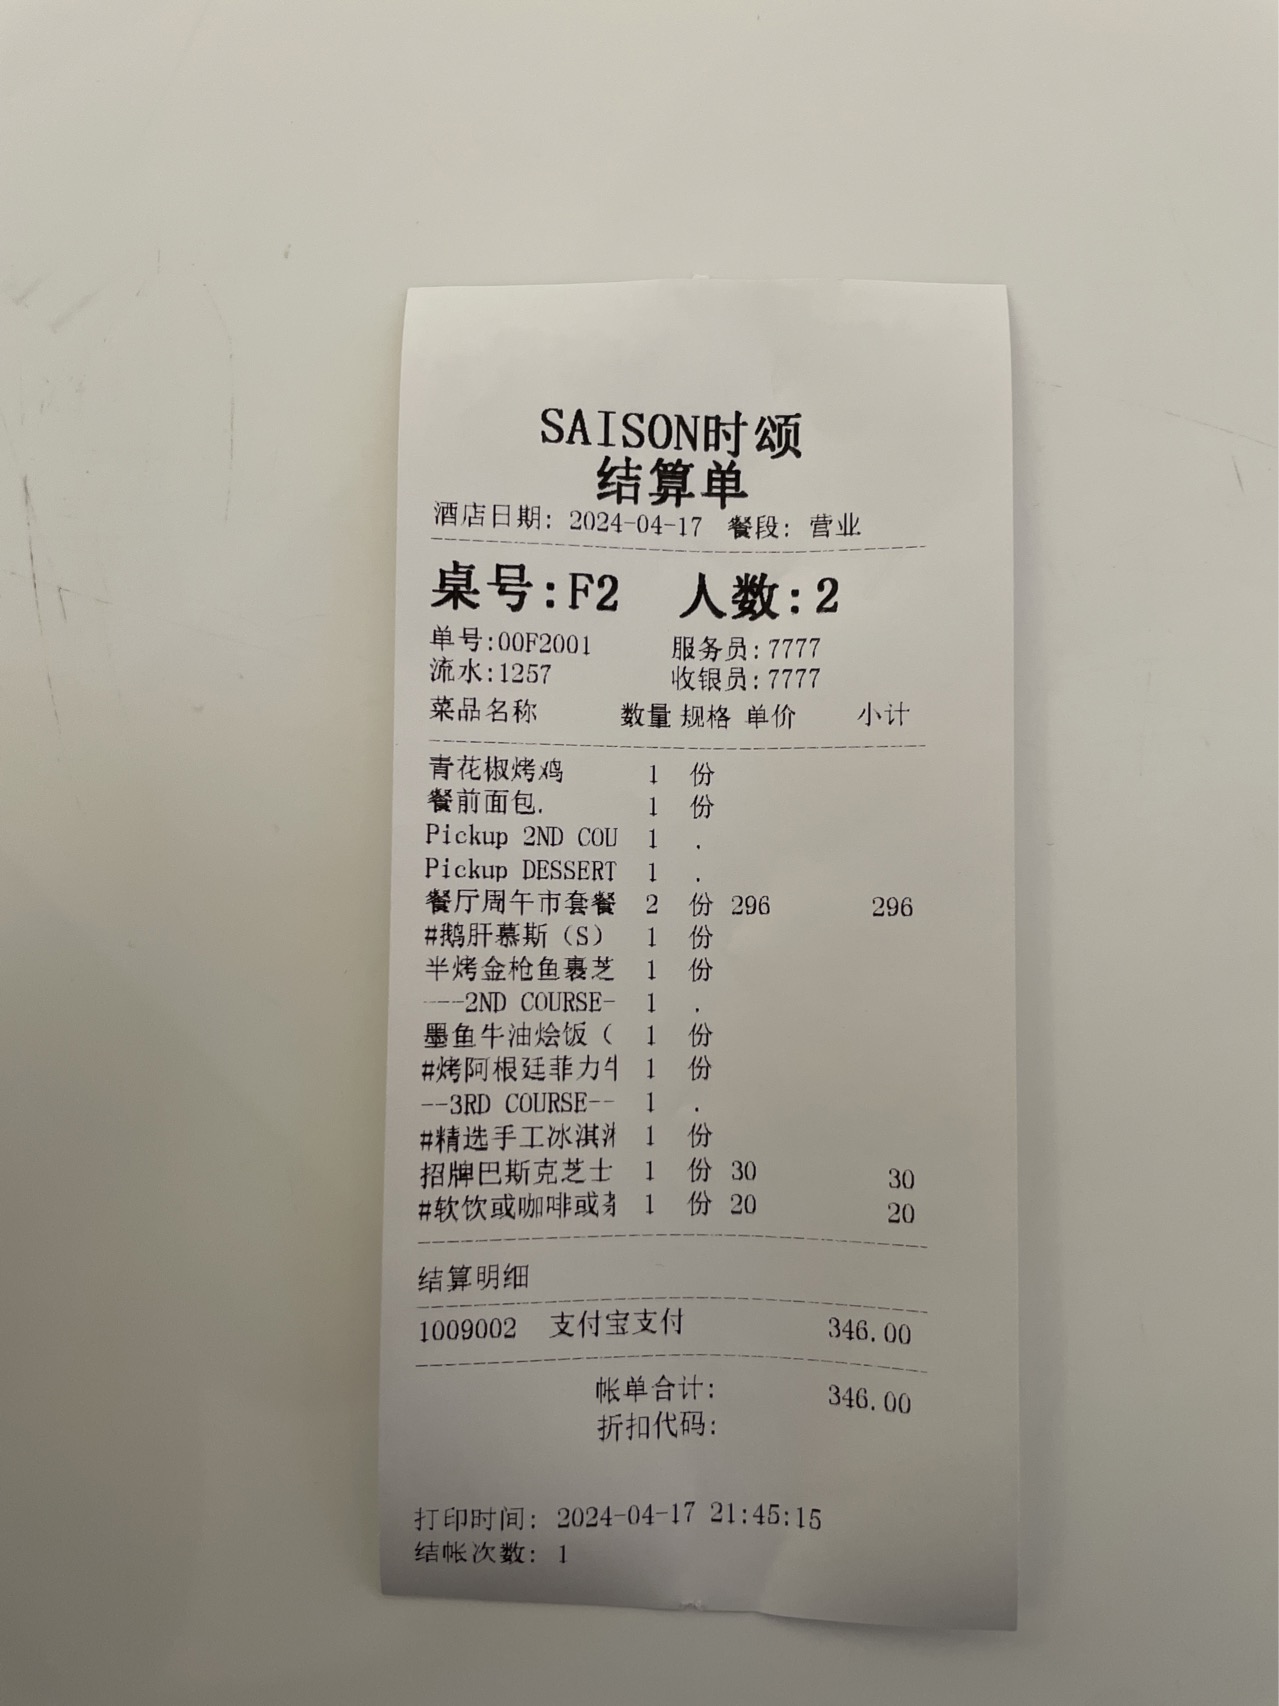 SAISON时颂
结算单
酒店日期: 2024-04-17 餐段: 营业
桌号:F2 人数:2
单号:00F2001 服务员:7777
流水:1257 收银员:7777
菜品名称 数量 规格 单价 小计
青花椒烤鸡 1 份
餐前面包. 1 份
Pickup 2ND COU 1 .
Pickup DESSERT 1 .
餐厅周午市套餐 2 份 296 296
#鹅肝慕斯（S） 1 份
半烤金枪鱼裹芝 1 份
---2ND COURSE- 1 .
墨鱼牛油烩饭（ 1 份
#烤阿根廷菲力牛 1 份
--3RD COURSE-- 1 .
#精选手工冰淇淋 1 份
招牌巴斯克芝士 1 份 30 30
#软饮或咖啡或茶 1 份 20 20
结算明细
1009002 支付宝支付 346.00
帐单合计: 346.00
折扣代码:
打印时间: 2024-04-17 21:45:15
结帐次数: 1